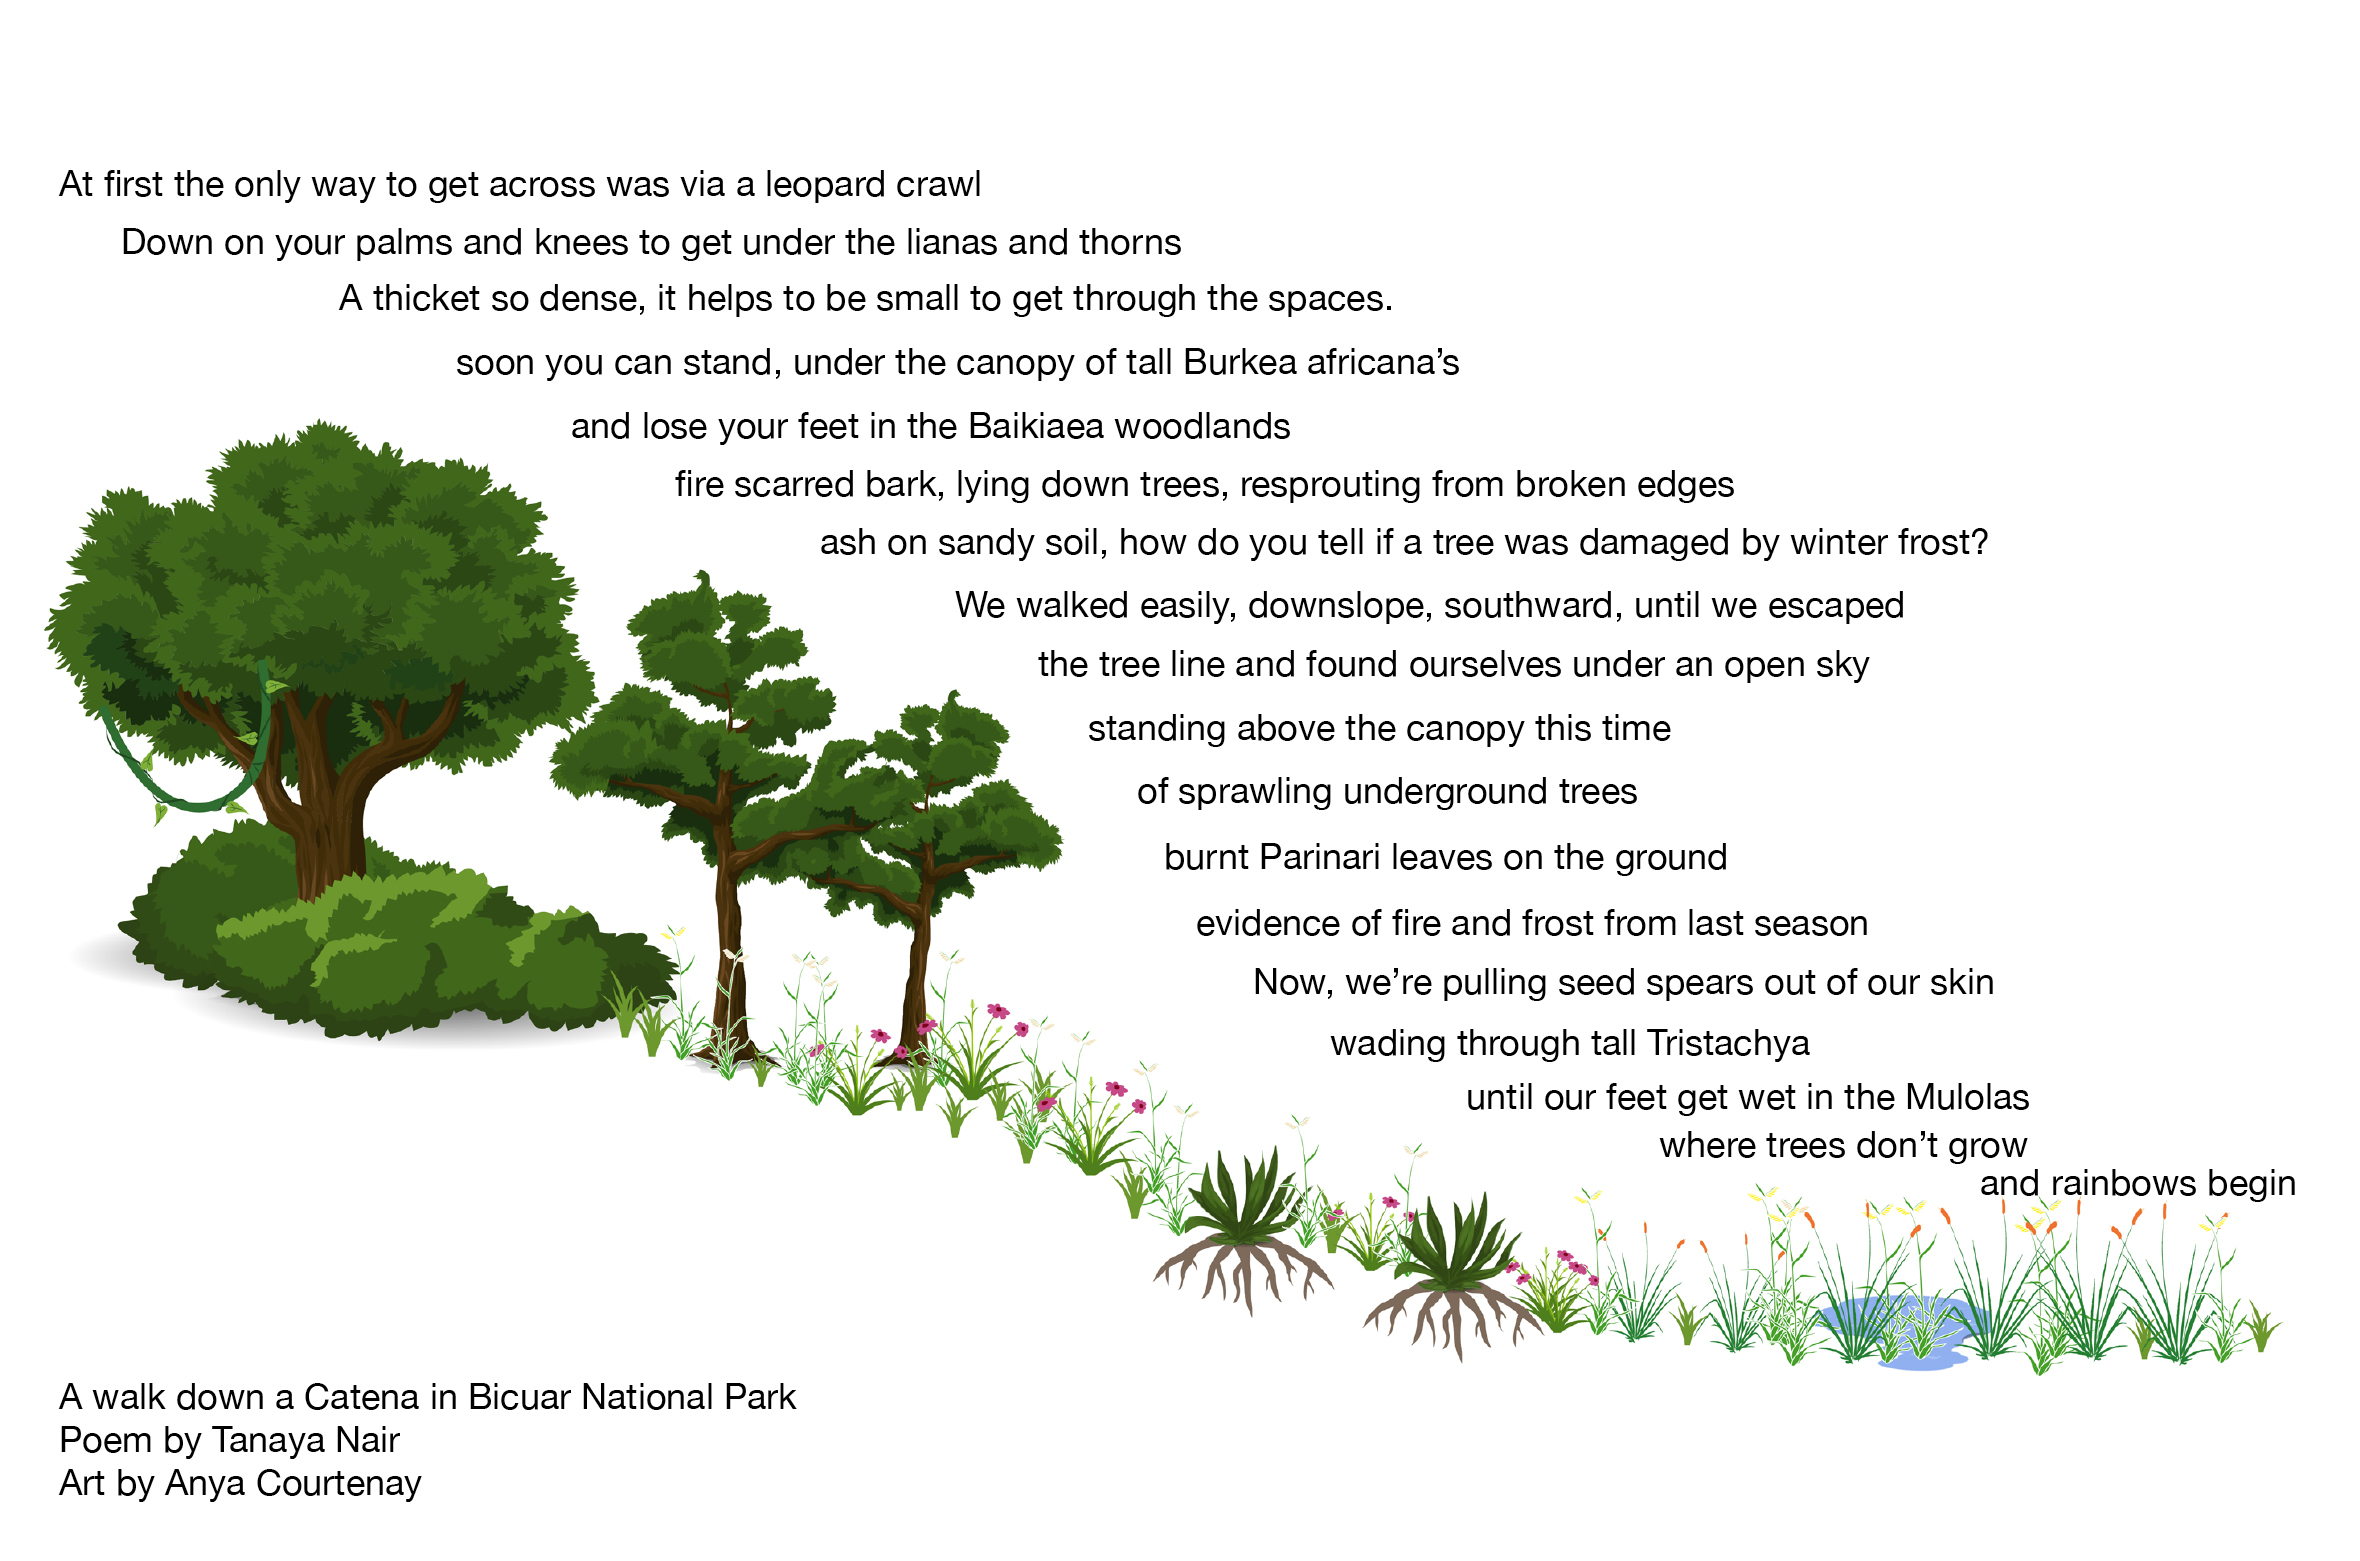 At first the only way to get across was via a leopard crawl
Down on your palms and knees to get under the lianas and thorns
A thicket so dense, it helps to be small to get through the spaces.
soon you can stand, under the canopy of tall Burkea africana’s
and lose your feet in the Baikiaea woodlands
fire scarred bark, lying down trees, resprouting from broken edges
ash on sandy soil, how do you tell if a tree was damaged by winter frost?
We walked easily, downslope, southward, until we escaped
the tree line and found ourselves under an open sky
standing above the canopy this time
of sprawling underground trees
burnt Parinari leaves on the ground
evidence of fire and frost from last season
Now, we’re pulling seed spears out of our skin
wading through tall Tristachya
until our feet get wet in the Mulolas
where trees don’t grow
and rainbows begin
A walk down a Catena in Bicuar National Park
Poem by Tanaya Nair
Art by Anya Courtenay